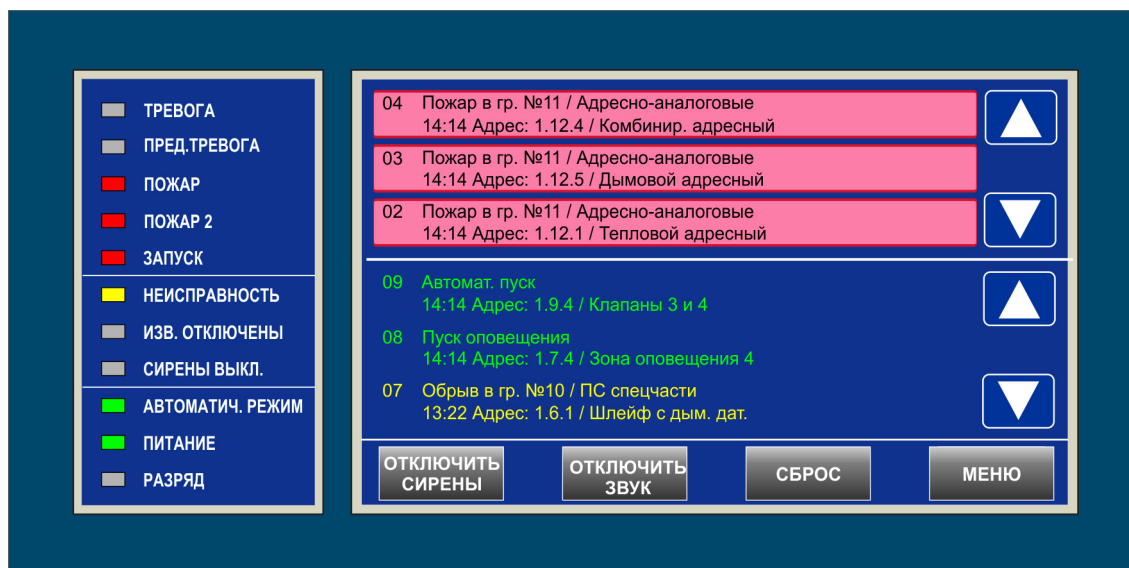 ТРЕВОГА
ПРЕД.ТРЕВОГА
ПОЖАР
ПОЖАР 2
ЗАПУСК
НЕИСПРАВНОСТЬ
ИЗВ. ОТКЛЮЧЕНЫ
СИРЕНЫ ВЫКЛ.
АВТОМАТИЧ. РЕЖИМ
ПИТАНИЕ
РАЗРЯД
04 Пожар в гр. №11 / Адресно-аналоговые
14:14 Адрес: 1.12.4 / Комбинир. адресный
03 Пожар в гр. №11 / Адресно-аналоговые
14:14 Адрес: 1.12.5 / Дымовой адресный
02 Пожар в гр. №11 / Адресно-аналоговые
14:14 Адрес: 1.12.1 / Тепловой адресный
09 Автомат. пуск
14:14 Адрес: 1.9.4 / Клапаны 3 и 4
08 Пуск оповещения
14:14 Адрес: 1.7.4 / Зона оповещения 4
07 Обрыв в гр. №10 / ПС спецчасти
13:22 Адрес: 1.6.1 / Шлейф с дым. дат.
ОТКЛЮЧИТЬ
СИРЕНЫ
ОТКЛЮЧИТЬ
ЗВУК
СБРОС
МЕНЮ